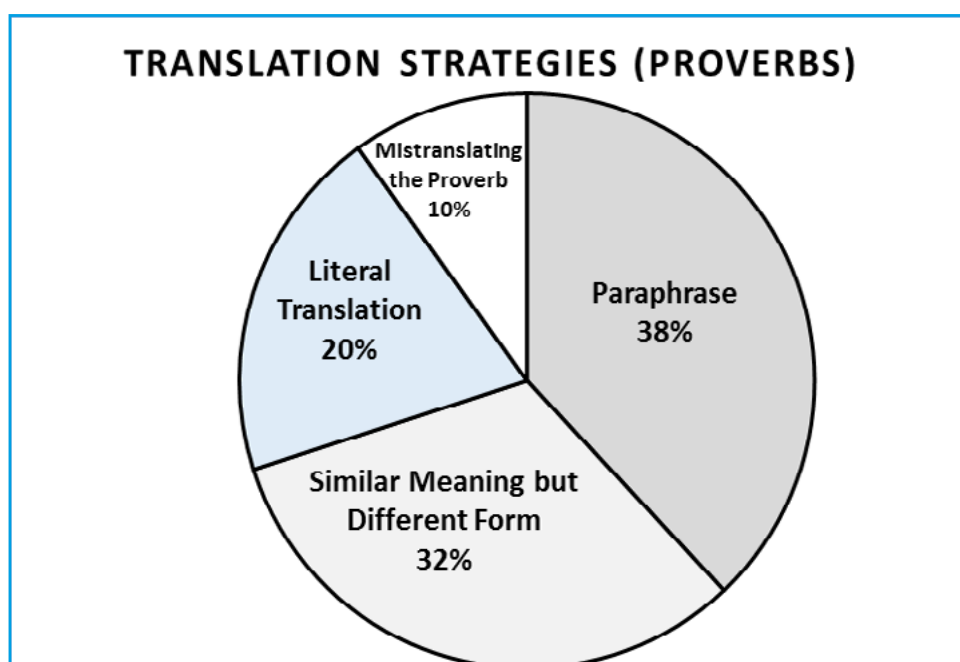 TRANSLATION STRATEGIES (PROVERBS)
Mistranslating
the Proverb
10%
Paraphrase
38%
Literal
Translation
20%
Similar Meaning but
Different Form
32%